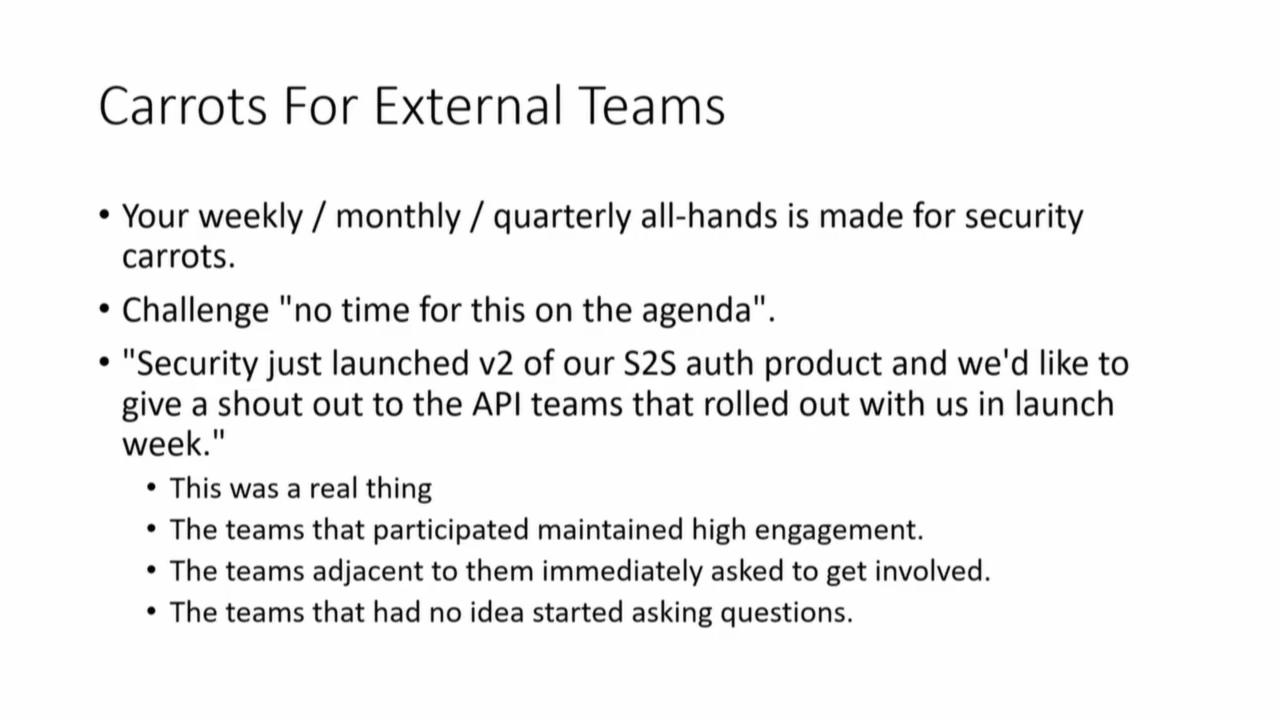 Carrots For External Teams
• Your weekly / monthly / quarterly all-hands is made for security
carrots.
• Challenge "no time for this on the agenda".
• "Security just launched v2 of our S2S auth product and we'd like to
give a shout out to the API teams that rolled out with us in launch
week."
• This was a real thing
• The teams that participated maintained high engagement.
• The teams adjacent to them immediately asked to get involved.
• The teams that had no idea started asking questions.